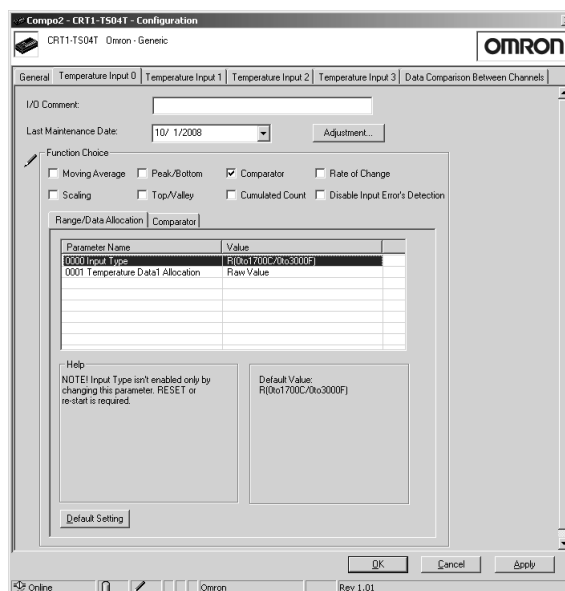 Compo2 - CRT1-TS04T - Configuration
CRT1-TS04T Omron - Generic
OMRON
General Temperature Input 0 Temperature Input 1 Temperature Input 2 Temperature Input 3 Data Comparison Between Channels
I/O Comment:
Last Maintenance Date: 10/ 1/2008 Adjustment...
Function Choice
Moving Average Peak/Bottom Comparator Rate of Change
Scaling Top/Valley Cumulated Count Disable Input Error's Detection
Range/Data Allocation Comparator
Parameter Name Value
0000 Input Type R(0to1700C/0to3000F)
0001 Temperature Data1 Allocation Raw Value
Help
NOTE! Input Type isn't enabled only by
changing this parameter. RESET or
re-start is required.
Default Value:
R(0to1700C/0to3000F)
Default Setting
OK Cancel Apply
Online Omron Rev 1.01